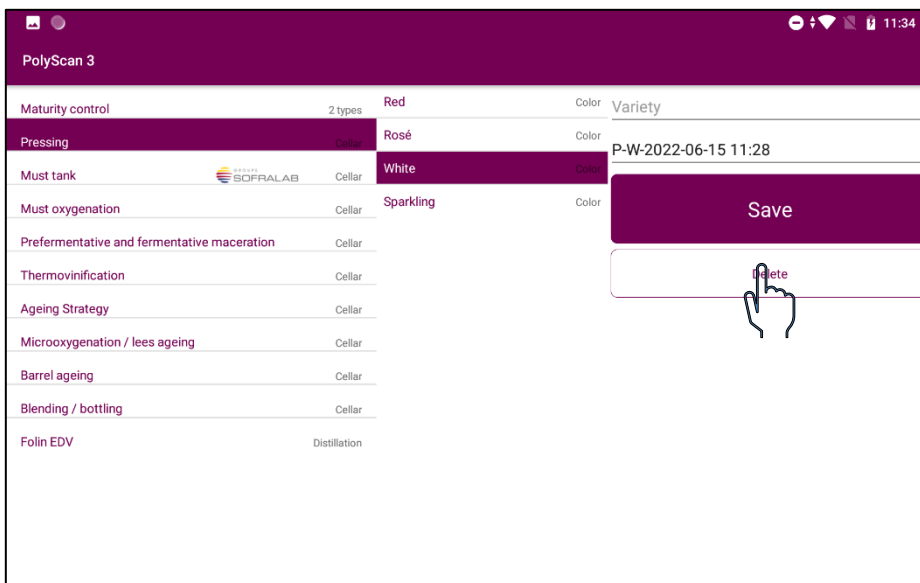 11:34
PolyScan 3
Maturity control 2 types
Pressing Cellar
Must tank GROUPE SOFRALAB Cellar
Must oxygenation Cellar
Prefermentative and fermentative maceration Cellar
Thermovinification Cellar
Ageing Strategy Cellar
Microoxygenation / lees ageing Cellar
Barrel ageing Cellar
Blending / bottling Cellar
Folin EDV Distillation
Red Color
Rosé Color
White Color
Sparkling Color
Variety
P-W-2022-06-15 11:28
Save
Delete